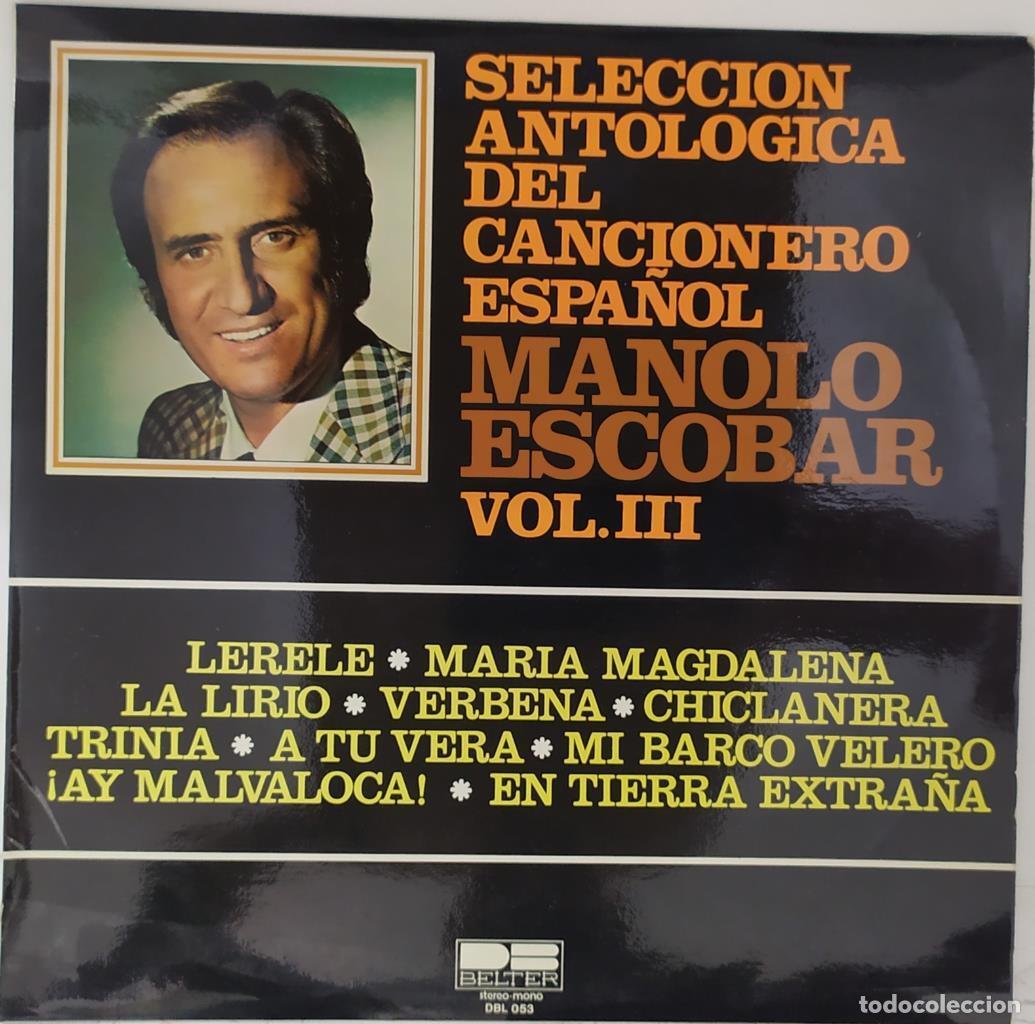 SELECCION
ANTOLOGICA
DEL
CANCIONERO
ESPAÑOL
MANOLO
ESCOBAR
VOL.III
LERELE * MARIA MAGDALENA
LA LIRIO * VERBENA * CHICLANERA
TRINIA * A TU VERA * MI BARCO VELERO
¡AY MALVALOCA! * EN TIERRA EXTRAÑA
BELTER
stereo-mono
DBL 053
todocoleccion